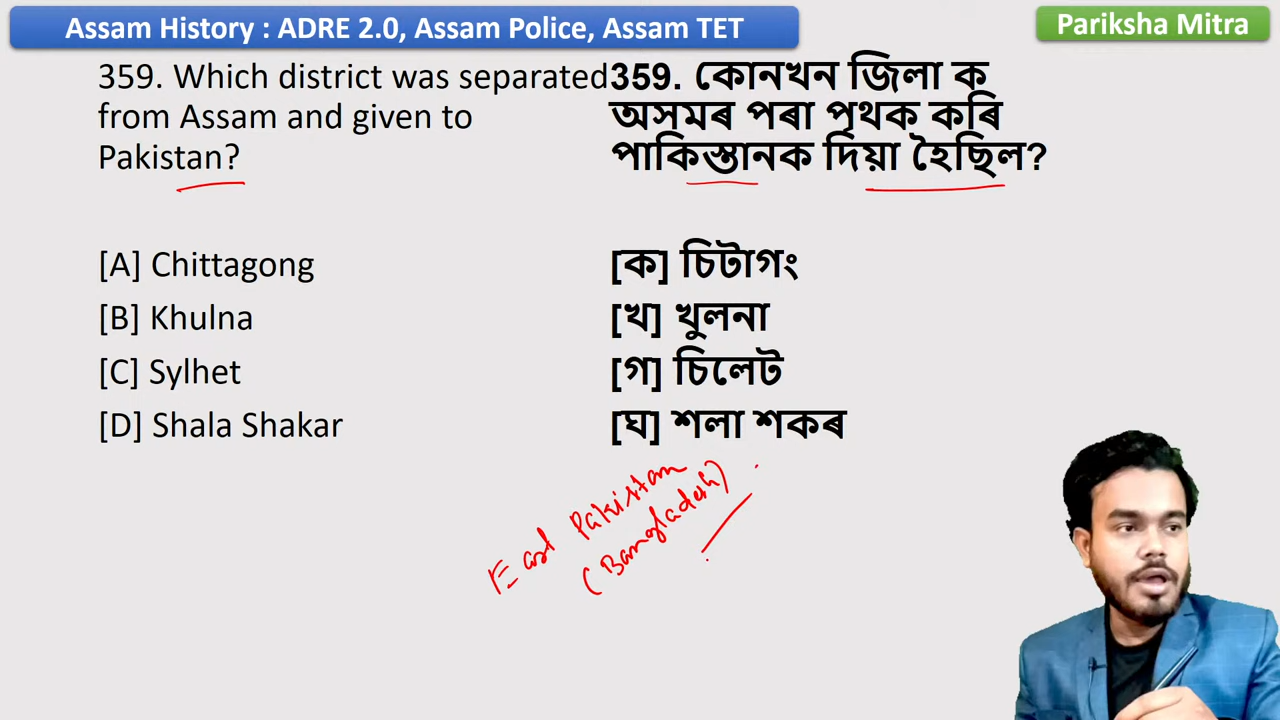 Assam History : ADRE 2.0, Assam Police, Assam TET
Pariksha Mitra
359. Which district was separated
from Assam and given to
Pakistan?
[A] Chittagong
[B] Khulna
[C] Sylhet
[D] Shala Shakar
359. কোনখন জিলা ক
অসমৰ পৰা পৃথক কৰি
পাকিস্তানক দিয়া হৈছিল?
[ক] চিটাগং
[খ] খুলনা
[গ] চিলেট
[ঘ] শলা শকৰ
East Pakistan
(Bangladesh)